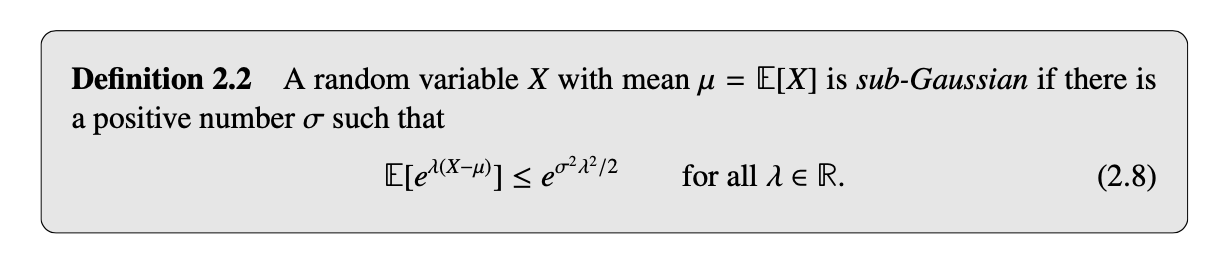 Definition 2.2 A random variable X with mean μ = 𝔼[X] is sub-Gaussian if there is
a positive number σ such that
𝔼[e^{λ(X−μ)}] ≤ e^{σ²λ²/2} for all λ ∈ ℝ. (2.8)